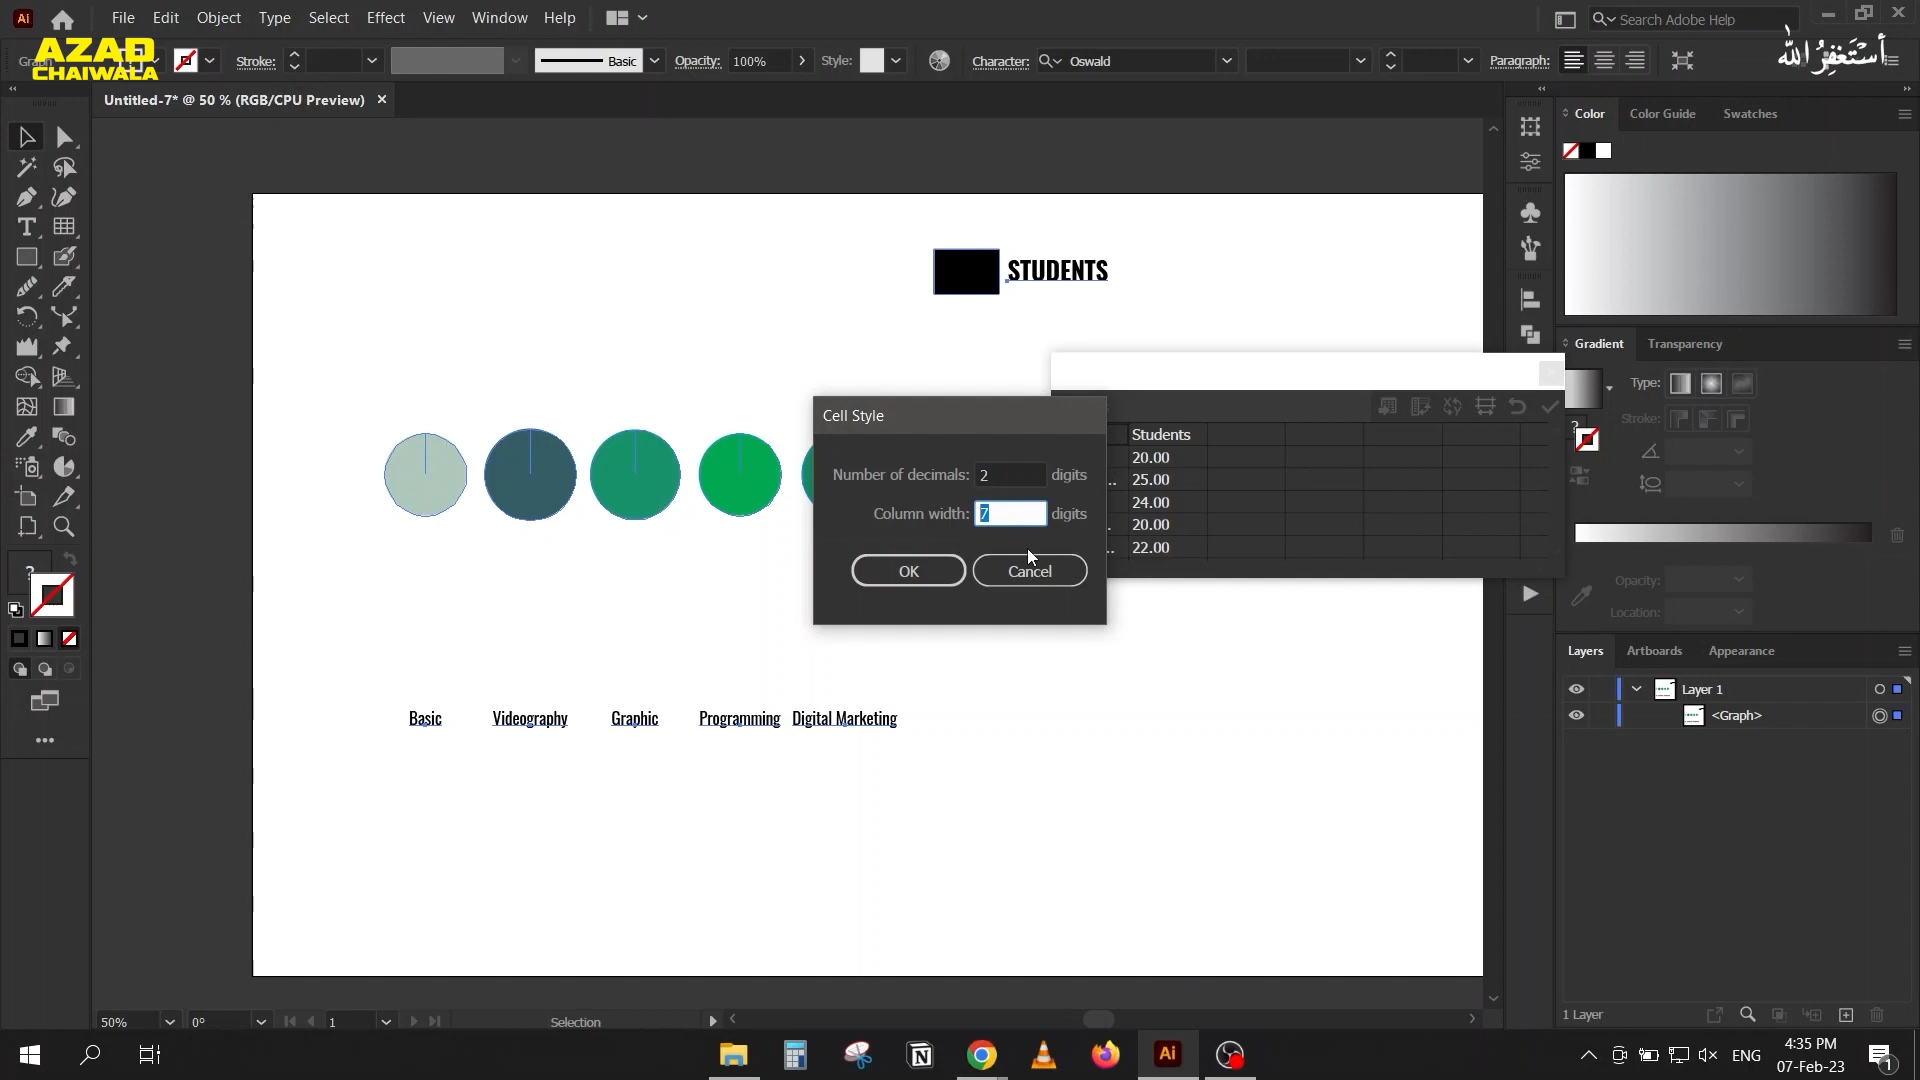 Ai
File Edit Object Type Select Effect View Window Help
Search Adobe Help
AZAD
CHAIWALA
Stroke: Basic Opacity: 100% Style: Character: Oswald Paragraph:
أَسْتَغْفِرُ اللّٰه
Untitled-7* @ 50 % (RGB/CPU Preview)
Color Color Guide Swatches
STUDENTS
Gradient Transparency
Type:
Stroke:
Cell Style
Number of decimals: 2 digits
Column width: 7 digits
OK Cancel
Students
20.00
25.00
24.00
20.00
22.00
Opacity:
Location:
Basic Videography Graphic Programming Digital Marketing
Layers Artboards Appearance
Layer 1
<Graph>
1 Layer
50% 0° 1 Selection
Ai
ENG
4:35 PM
07-Feb-23
1